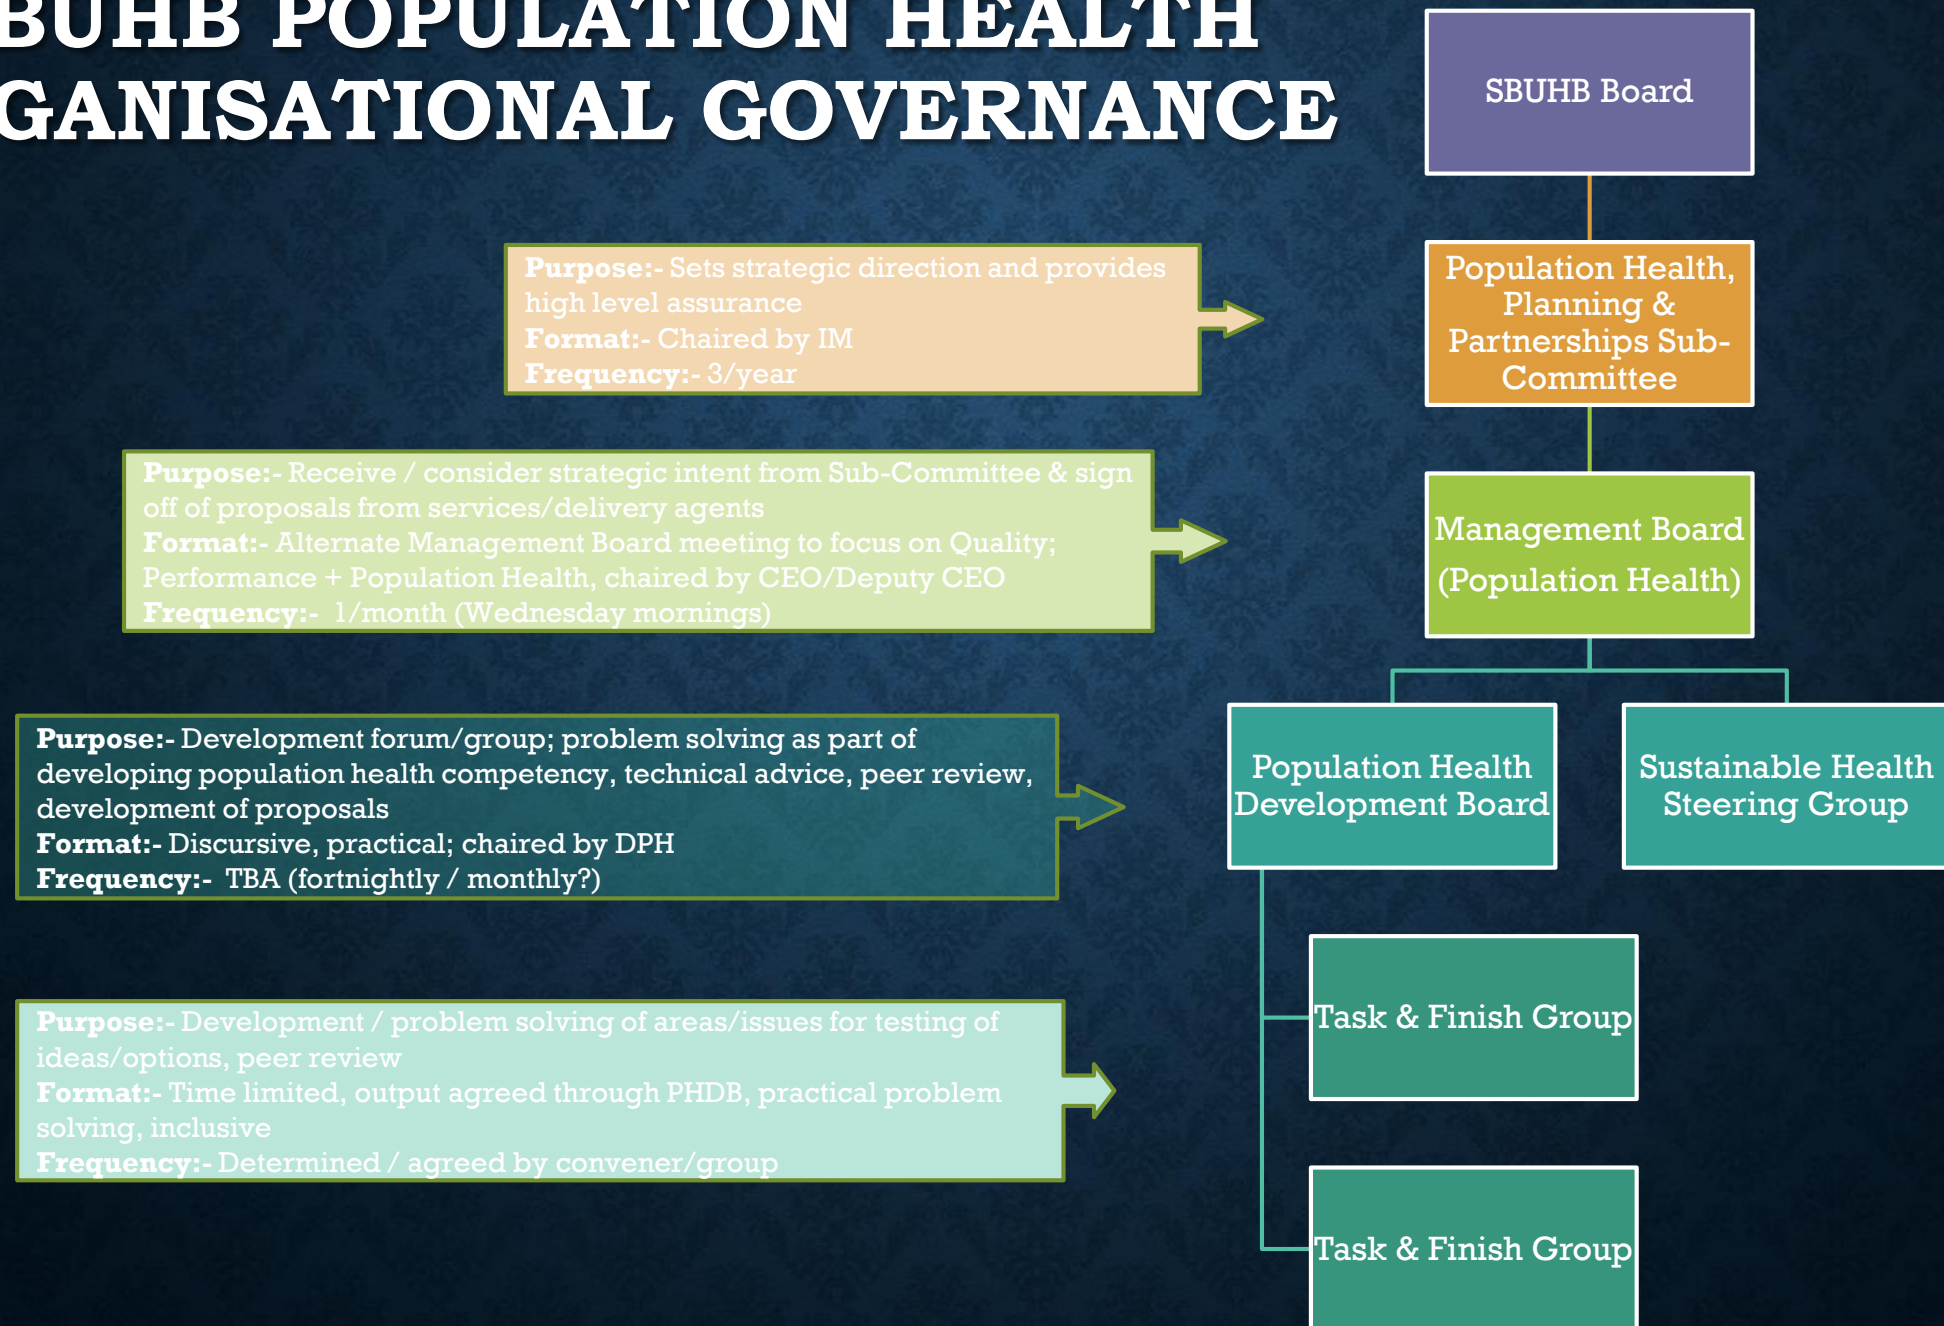 BUHB POPULATION HEALTH
GANISATIONAL GOVERNANCE
SBUHB Board
Purpose:- Sets strategic direction and provides
high level assurance
Format:- Chaired by IM
Frequency:- 3/year
Population Health,
Planning &
Partnerships Sub-
Committee
Purpose:- Receive / consider strategic intent from Sub-Committee & sign
off of proposals from services/delivery agents
Format:- Alternate Management Board meeting to focus on Quality;
Performance + Population Health, chaired by CEO/Deputy CEO
Frequency:- 1/month (Wednesday mornings)
Management Board
(Population Health)
Purpose:- Development forum/group; problem solving as part of
developing population health competency, technical advice, peer review,
development of proposals
Format:- Discursive, practical; chaired by DPH
Frequency:- TBA (fortnightly / monthly?)
Population Health
Development Board
Sustainable Health
Steering Group
Purpose:- Development / problem solving of areas/issues for testing of
ideas/options, peer review
Format:- Time limited, output agreed through PHDB, practical problem
solving, inclusive
Frequency:- Determined / agreed by convener/group
Task & Finish Group
Task & Finish Group